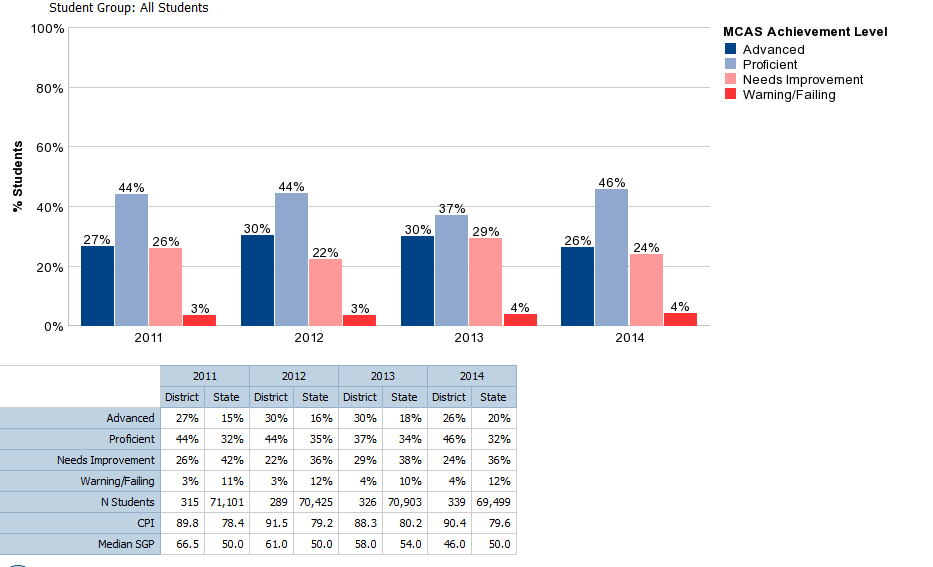 Student Group: All Students
100%
80%
60%
40%
20%
0%
% Students
27% 44% 26% 3%
30% 44% 22% 3%
30% 37% 29% 4%
26% 46% 24% 4%
2011 2012 2013 2014
MCAS Achievement Level
Advanced
Proficient
Needs Improvement
Warning/Failing
2011 2012 2013 2014
District State District State District State District State
Advanced 27% 15% 30% 16% 30% 18% 26% 20%
Proficient 44% 32% 44% 35% 37% 34% 46% 32%
Needs Improvement 26% 42% 22% 36% 29% 38% 24% 36%
Warning/Failing 3% 11% 3% 12% 4% 10% 4% 12%
N Students 315 71,101 289 70,425 326 70,903 339 69,499
CPI 89.8 78.4 91.5 79.2 88.3 80.2 90.4 79.6
Median SGP 66.5 50.0 61.0 50.0 58.0 54.0 46.0 50.0